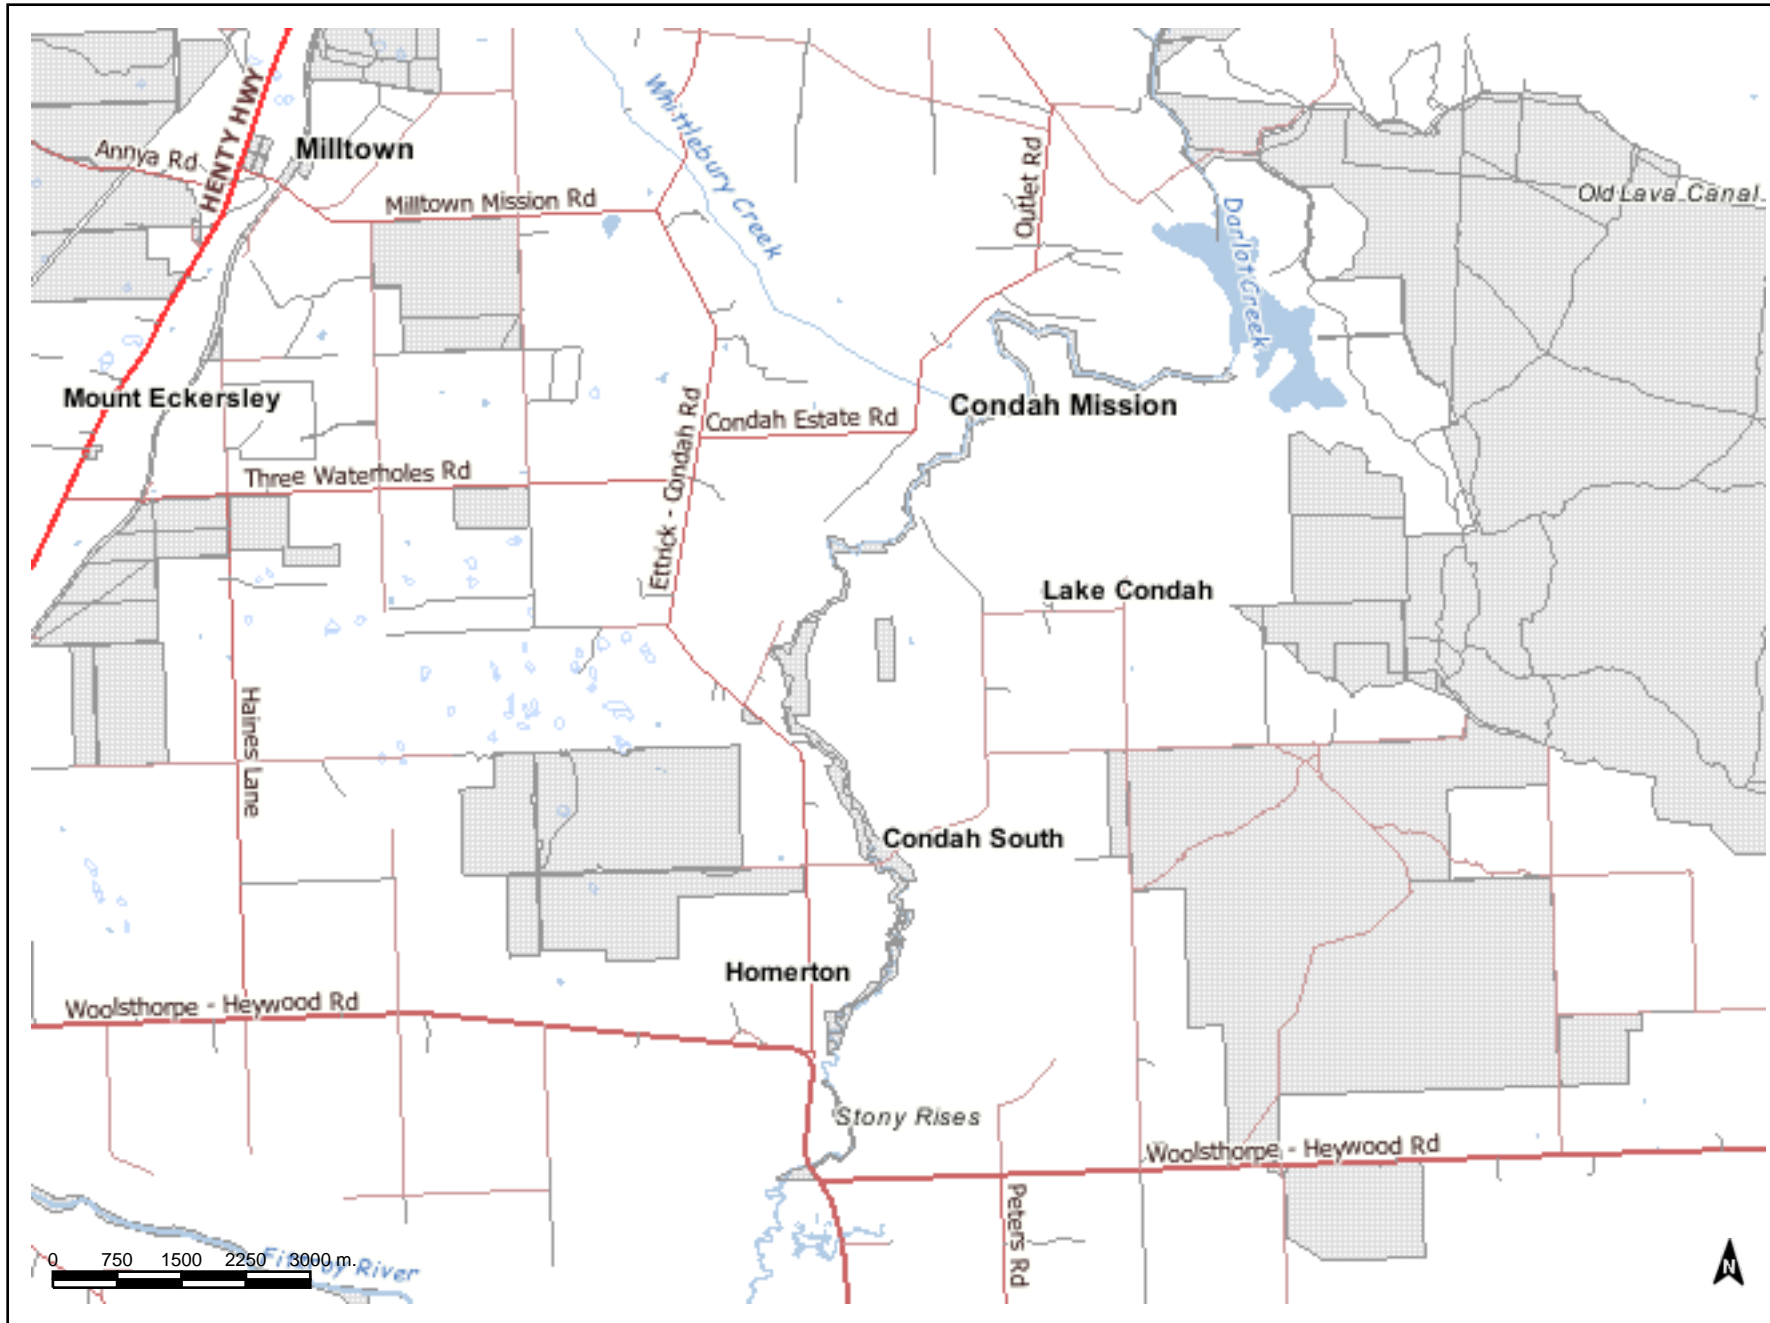 HENTY HWY
Whittlebury Creek
Milltown
Annya Rd
Outlet Rd
Old Lava Canal
Milltown Mission Rd
Darlot Creek
Mount Eckersley
Condah Mission
Condah Estate Rd
Ettrick - Condah Rd
Three Waterholes Rd
Lake Condah
Haines Lane
Condah South
Homerton
Woolsthorpe - Heywood Rd
Stony Rises
Woolsthorpe - Heywood Rd
Peters Rd
Fitzroy River
0 750 1500 2250 3000 m.
N